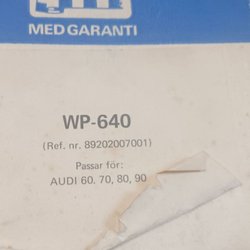 MED GARANTI
WP-640
(Ref. nr. 89202007001)
Passar för:
AUDI 60. 70, 80, 90